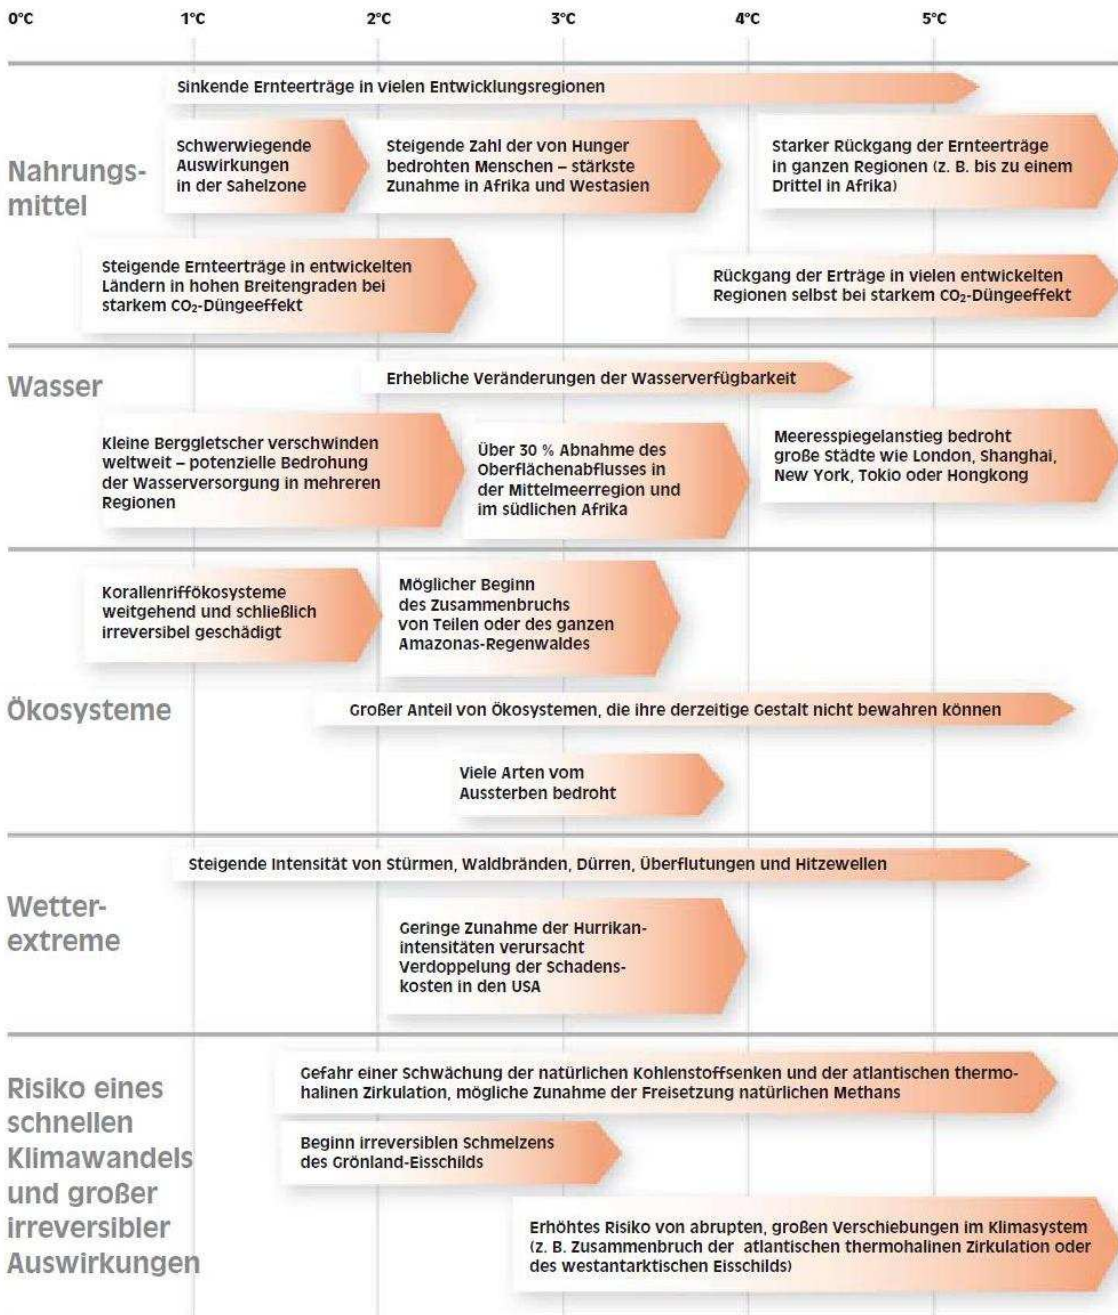 0°C 1°C 2°C 3°C 4°C 5°C
Nahrungs-
mittel
Sinkende Ernteerträge in vielen Entwicklungsregionen
Schwerwiegende
Auswirkungen
in der Sahelzone
Steigende Zahl der von Hunger
bedrohten Menschen – stärkste
Zunahme in Afrika und Westasien
Starker Rückgang der Ernteerträge
in ganzen Regionen (z. B. bis zu einem
Drittel in Afrika)
Steigende Ernteerträge in entwickelten
Ländern in hohen Breitengraden bei
starkem CO₂-Düngeeffekt
Rückgang der Erträge in vielen entwickelten
Regionen selbst bei starkem CO₂-Düngeeffekt
Wasser
Erhebliche Veränderungen der Wasserverfügbarkeit
Kleine Berggletscher verschwinden
weltweit – potenzielle Bedrohung
der Wasserversorgung in mehreren
Regionen
Über 30 % Abnahme des
Oberflächenabflusses in
der Mittelmeerregion und
im südlichen Afrika
Meeresspiegelanstieg bedroht
große Städte wie London, Shanghai,
New York, Tokio oder Hongkong
Ökosysteme
Korallenriffökosysteme
weitgehend und schließlich
irreversibel geschädigt
Möglicher Beginn
des Zusammenbruchs
von Teilen oder des ganzen
Amazonas-Regenwaldes
Großer Anteil von Ökosystemen, die ihre derzeitige Gestalt nicht bewahren können
Viele Arten vom
Aussterben bedroht
Wetter-
extreme
Steigende Intensität von Stürmen, Waldbränden, Dürren, Überflutungen und Hitzewellen
Geringe Zunahme der Hurrikan-
intensitäten verursacht
Verdoppelung der Schadens-
kosten in den USA
Risiko eines
schnellen
Klimawandels
und großer
irreversibler
Auswirkungen
Gefahr einer Schwächung der natürlichen Kohlenstoffsenken und der atlantischen thermo-
halinen Zirkulation, mögliche Zunahme der Freisetzung natürlichen Methans
Beginn irreversiblen Schmelzens
des Grönland-Eisschilds
Erhöhtes Risiko von abrupten, großen Verschiebungen im Klimasystem
(z. B. Zusammenbruch der atlantischen thermohalinen Zirkulation oder
des westantarktischen Eisschilds)